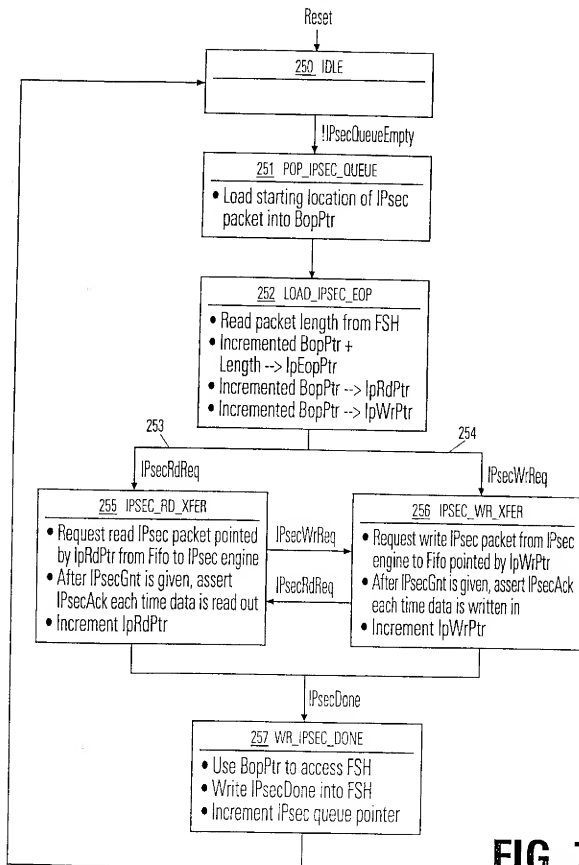 Reset
250 IDLE
!IPsecQueueEmpty
251 POP_IPSEC_QUEUE
• Load starting location of IPsec
packet into BopPtr
252 LOAD_IPSEC_EOP
• Read packet length from FSH
• Incremented BopPtr +
Length --> IpEopPtr
• Incremented BopPtr --> IpRdPtr
• Incremented BopPtr --> IpWrPtr
253
254
IPsecRdReq
IPsecWrReq
255 IPSEC_RD_XFER
• Request read IPsec packet pointed
by IpRdPtr from Fifo to IPsec engine
• After IPsecGnt is given, assert
IPsecAck each time data is read out
• Increment IpRdPtr
IPsecWrReq
IPsecRdReq
256 IPSEC_WR_XFER
• Request write IPsec packet from IPsec
engine to Fifo pointed by IpWrPtr
• After IPsecGnt is given, assert IPsecAck
each time data is written in
• Increment IpWrPtr
IPsecDone
257 WR_IPSEC_DONE
• Use BopPtr to access FSH
• Write IPsecDone into FSH
• Increment IPsec queue pointer
FIG.